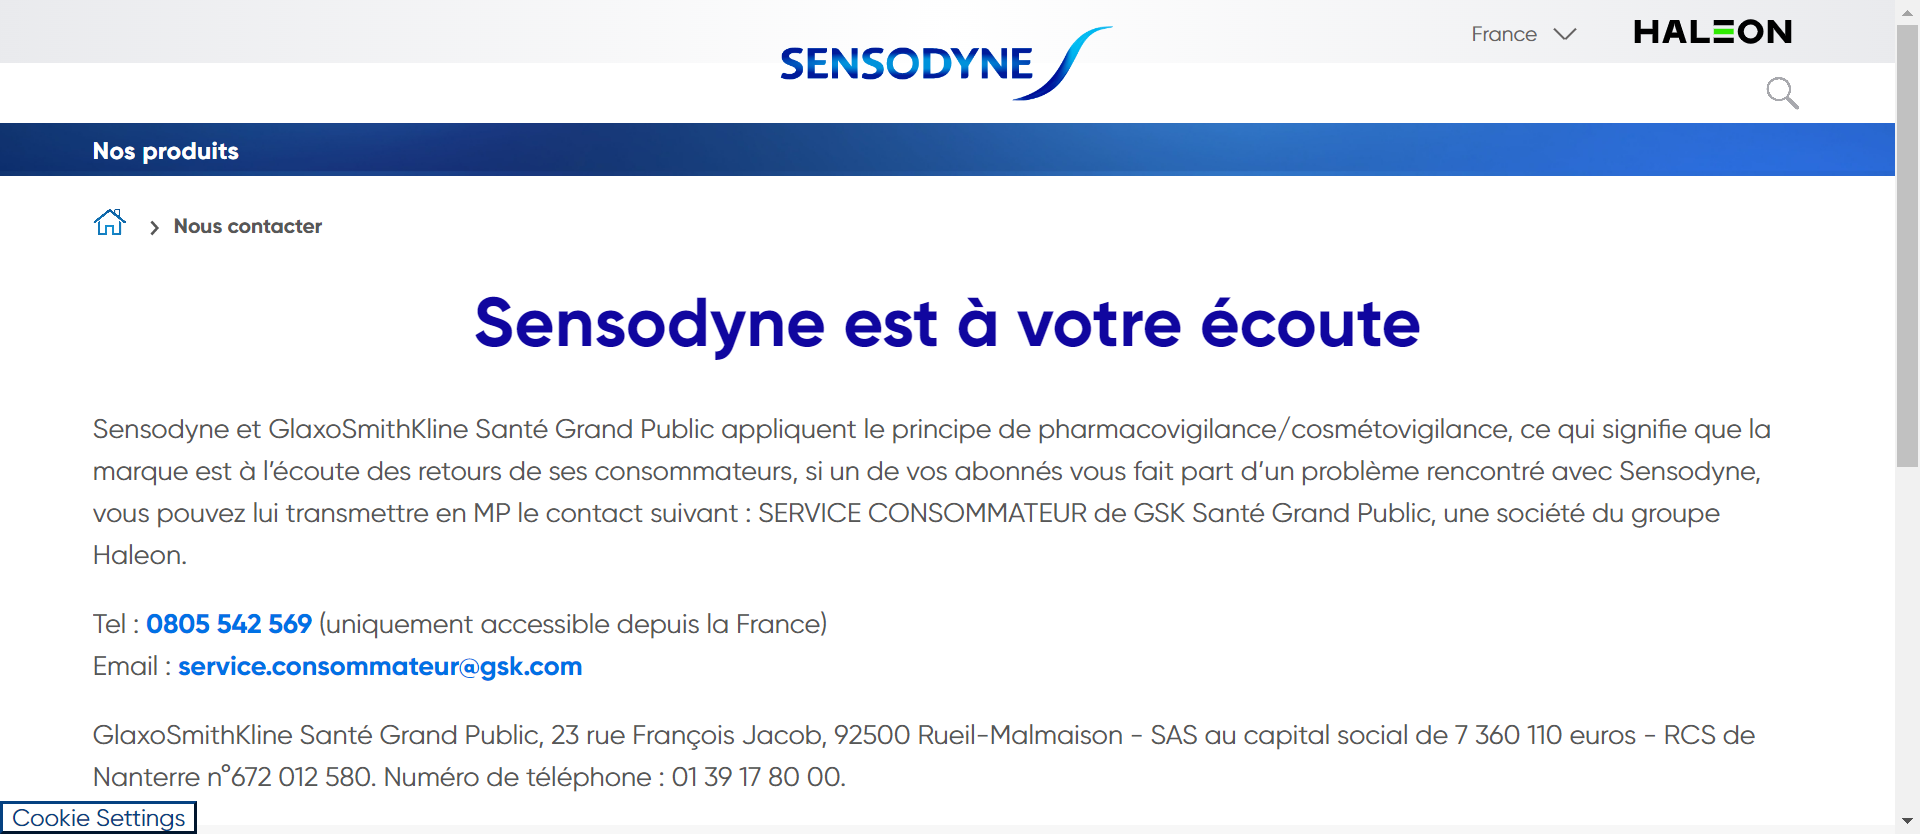 France
HALEON
SENSODYNE
Nos produits
Nous contacter
Sensodyne est à votre écoute
Sensodyne et GlaxoSmithKline Santé Grand Public appliquent le principe de pharmacovigilance/cosmétovigilance, ce qui signifie que la
marque est à l’écoute des retours de ses consommateurs, si un de vos abonnés vous fait part d’un problème rencontré avec Sensodyne,
vous pouvez lui transmettre en MP le contact suivant : SERVICE CONSOMMATEUR de GSK Santé Grand Public, une société du groupe
Haleon.
Tel : 0805 542 569 (uniquement accessible depuis la France)
Email : service.consommateur@gsk.com
GlaxoSmithKline Santé Grand Public, 23 rue François Jacob, 92500 Rueil-Malmaison - SAS au capital social de 7 360 110 euros - RCS de
Nanterre n°672 012 580. Numéro de téléphone : 01 39 17 80 00.
Cookie Settings